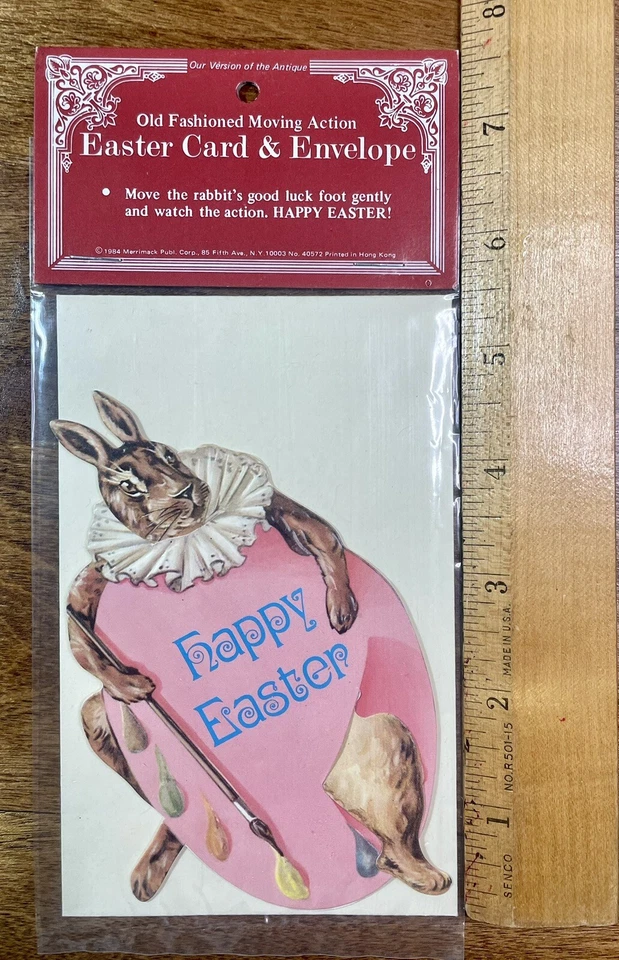 Our Version of the Antique
Old Fashioned Moving Action
Easter Card & Envelope
• Move the rabbit's good luck foot gently
and watch the action. HAPPY EASTER!
©1984 Merrimack Publ. Corp., 85 Fifth Ave., N.Y. 10003 No. 40572 Printed in Hong Kong
Happy
Easter
8
7
6
5
4
3
2
1
MADE IN U.S.A.
NO. R501-15
SENCO